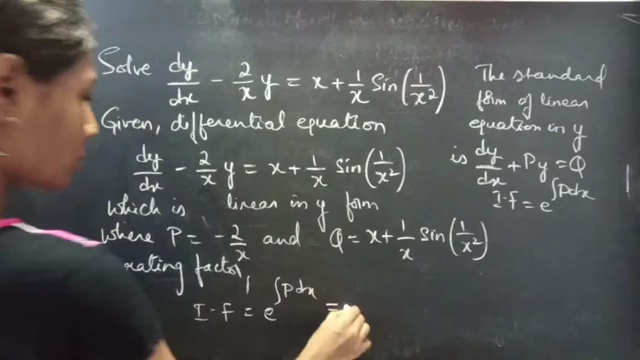 Solve dy/dx - 2/x y = x + 1/x Sin(1/x²)
Given, differential equation
dy/dx - 2/x y = x + 1/x Sin(1/x²)
which is linear in y form
where P = -2/x and Q = x + 1/x Sin(1/x²)
rating factor,
I.F = e^∫Pdx =
The standard
form of linear
equation in y
is dy/dx + Py = Q
I.F = e^∫Pdx